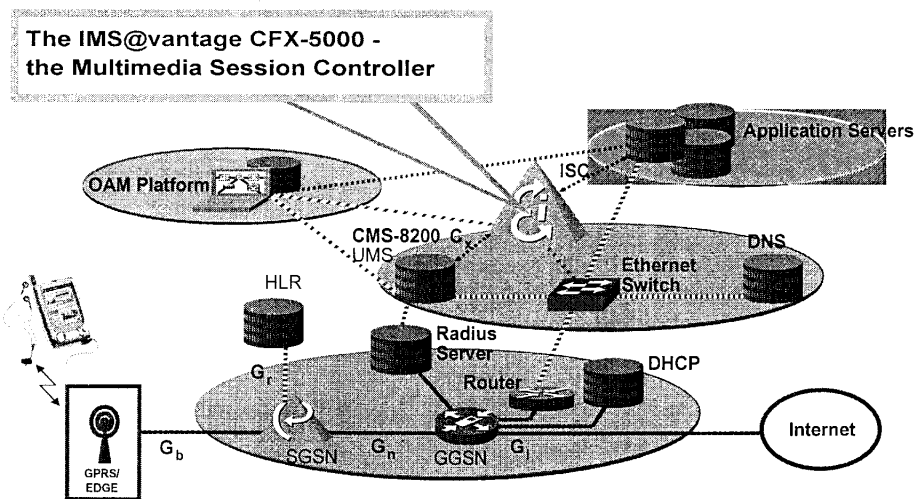 The IMS@vantage CFX-5000 -
the Multimedia Session Controller
Application Servers
ISC
OAM Platform
CMS-8200 Cx
UMS
DNS
Ethernet
Switch
HLR
Radius
Server
Gr
Router
DHCP
Gb
SGSN
Gn
GGSN
Gi
Internet
GPRS/
EDGE